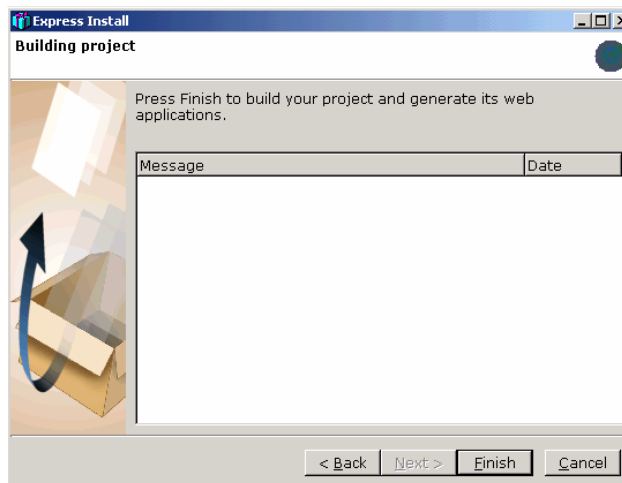 Express Install
Building project
Press Finish to build your project and generate its web
applications.
Message Date
< Back Next > Finish Cancel